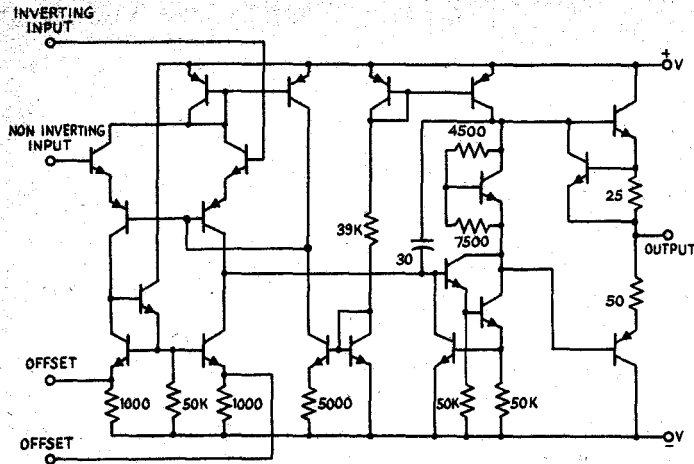 INVERTING
INPUT
+
V
NON INVERTING
INPUT
4500
25
39K
30
7500
OUTPUT
50
OFFSET
1000
50K
1000
5000
50K
50K
V
-
OFFSET